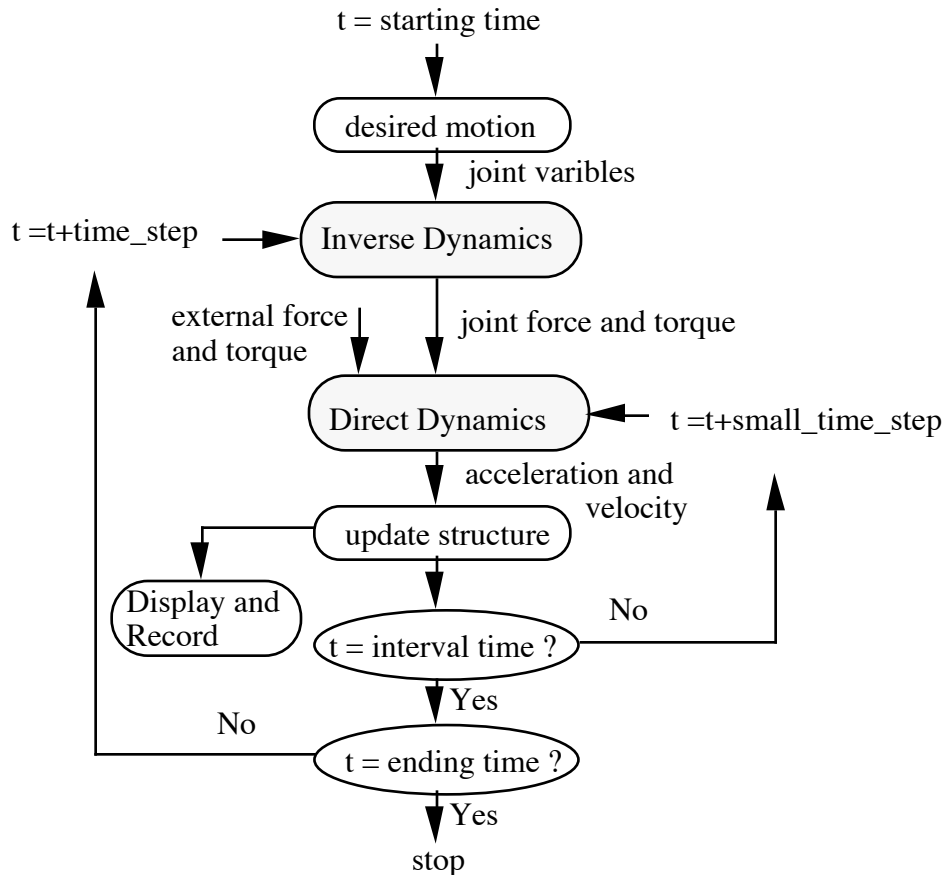 t = starting time
desired motion
joint varibles
t =t+time_step
Inverse Dynamics
external force
and torque
joint force and torque
Direct Dynamics
t =t+small_time_step
acceleration and
velocity
update structure
Display and
Record
No
t = interval time ?
Yes
No
t = ending time ?
Yes
stop